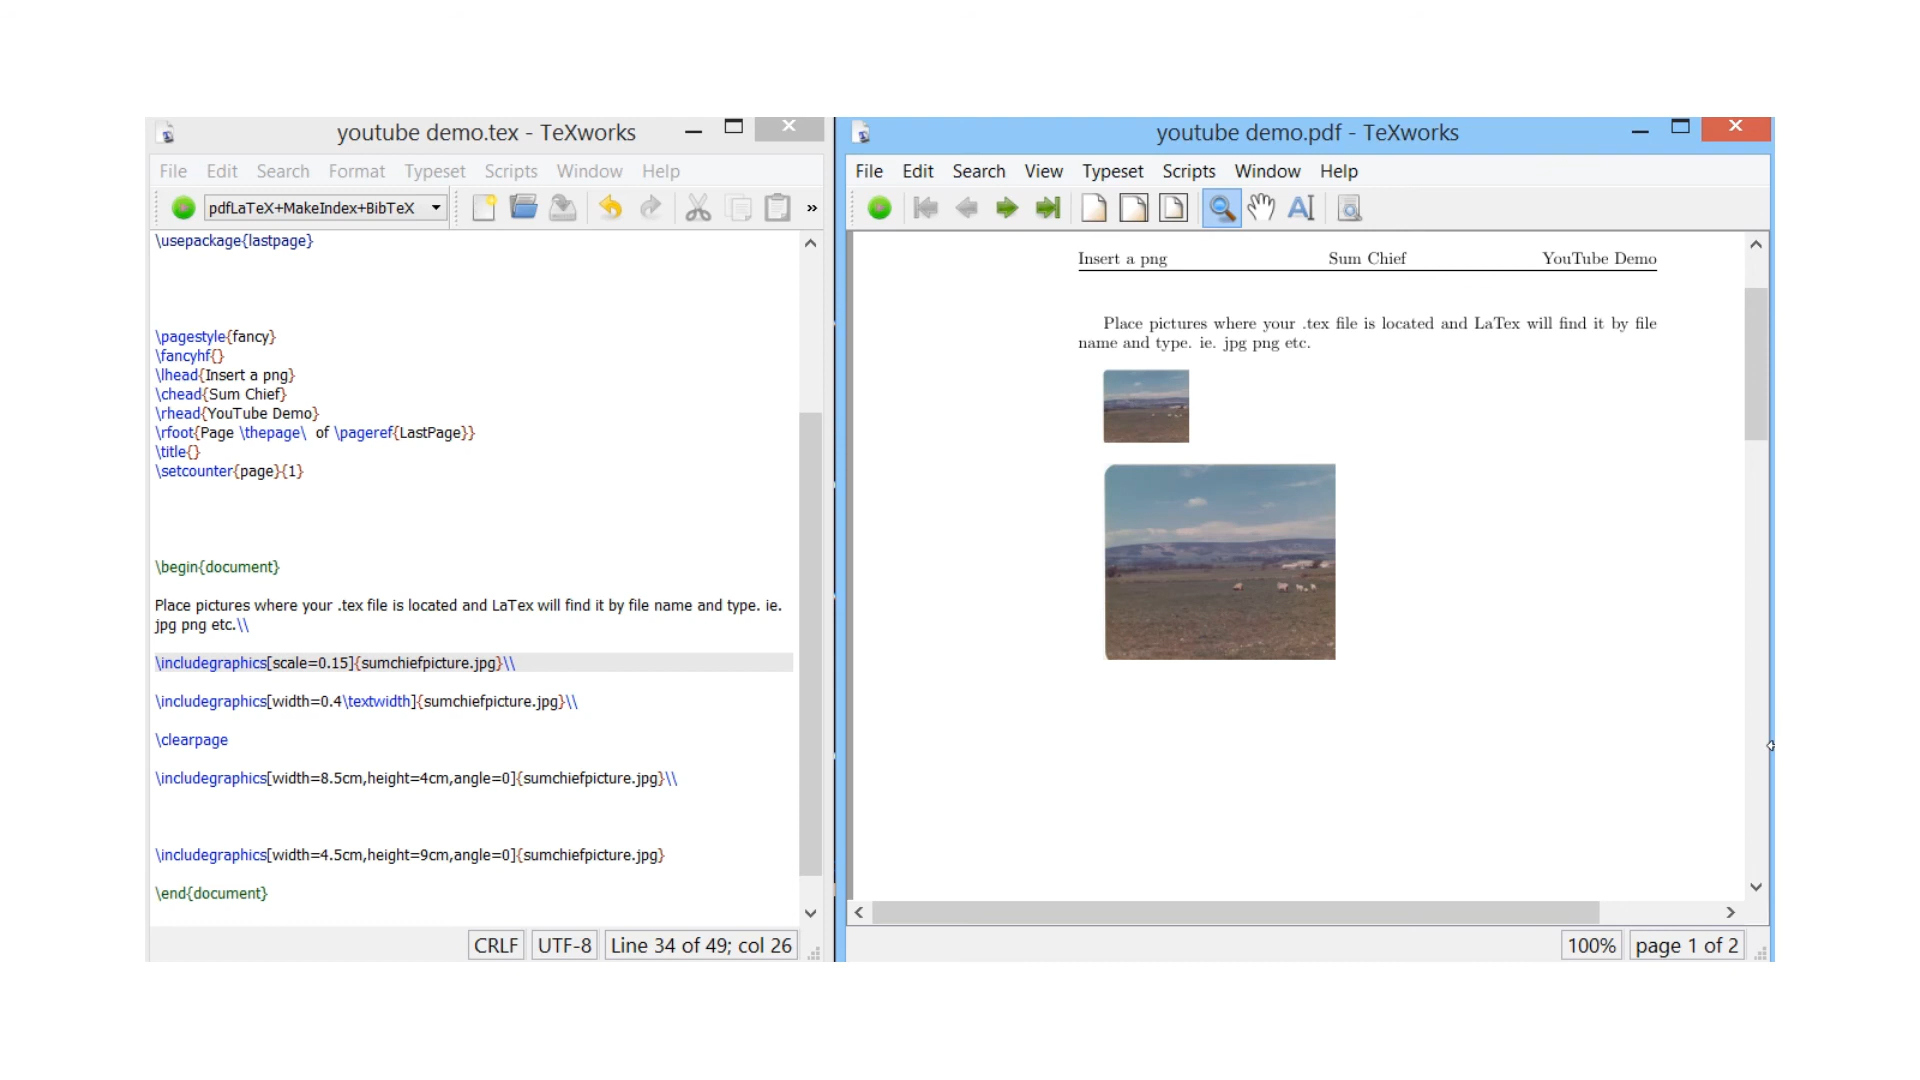 youtube demo.tex - TeXworks
File Edit Search Format Typeset Scripts Window Help
pdfLaTeX+MakeIndex+BibTeX
»
\usepackage{lastpage}
\pagestyle{fancy}
\fancyhf{}
\lhead{Insert a png}
\chead{Sum Chief}
\rhead{YouTube Demo}
\rfoot{Page \thepage\ of \pageref{LastPage}}
\title{}
\setcounter{page}{1}
\begin{document}
Place pictures where your .tex file is located and LaTex will find it by file name and type. ie.
jpg png etc.\\
\includegraphics[scale=0.15]{sumchiefpicture.jpg}\\
\includegraphics[width=0.4\textwidth]{sumchiefpicture.jpg}\\
\clearpage
\includegraphics[width=8.5cm,height=4cm,angle=0]{sumchiefpicture.jpg}\\
\includegraphics[width=4.5cm,height=9cm,angle=0]{sumchiefpicture.jpg}
\end{document}
CRLF UTF-8 Line 34 of 49; col 26
youtube demo.pdf - TeXworks
File Edit Search View Typeset Scripts Window Help
Insert a png Sum Chief YouTube Demo
Place pictures where your .tex file is located and LaTex will find it by file
name and type. ie. jpg png etc.
100% page 1 of 2